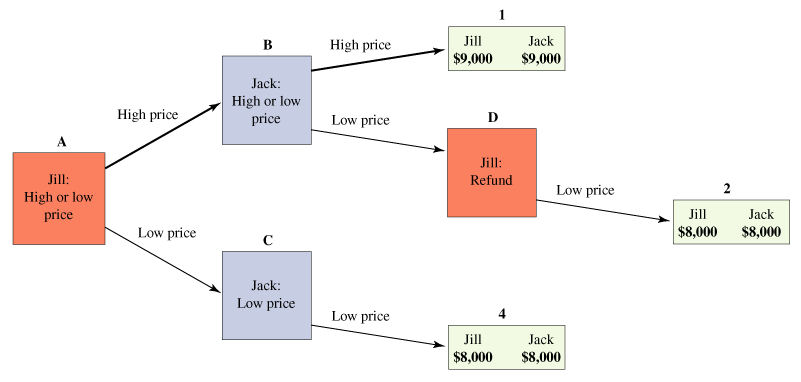 1
Jill Jack
$9,000 $9,000
High price
B
Jack:
High or low
price
High price
Low price
D
Jill:
Refund
A
Jill:
High or low
price
Low price
2
Jill Jack
$8,000 $8,000
Low price
C
Jack:
Low price
Low price
4
Jill Jack
$8,000 $8,000